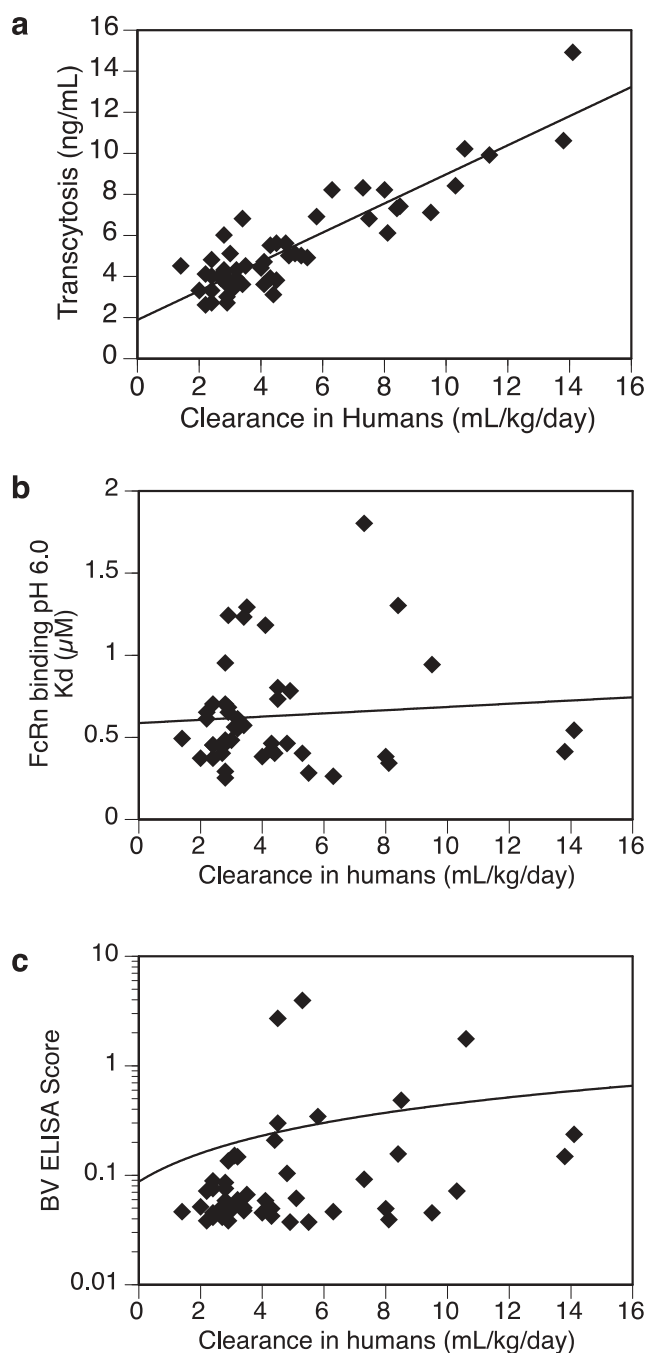 a
16
14
12
10
8
6
4
2
0
Transcytosis (ng/mL)
0 2 4 6 8 10 12 14 16
Clearance in Humans (mL/kg/day)
b
2
1.5
1
0.5
0
FcRn binding pH 6.0
Kd (µM)
0 2 4 6 8 10 12 14 16
Clearance in humans (mL/kg/day)
c
10
1
0.1
0.01
BV ELISA Score
0 2 4 6 8 10 12 14 16
Clearance in humans (mL/kg/day)